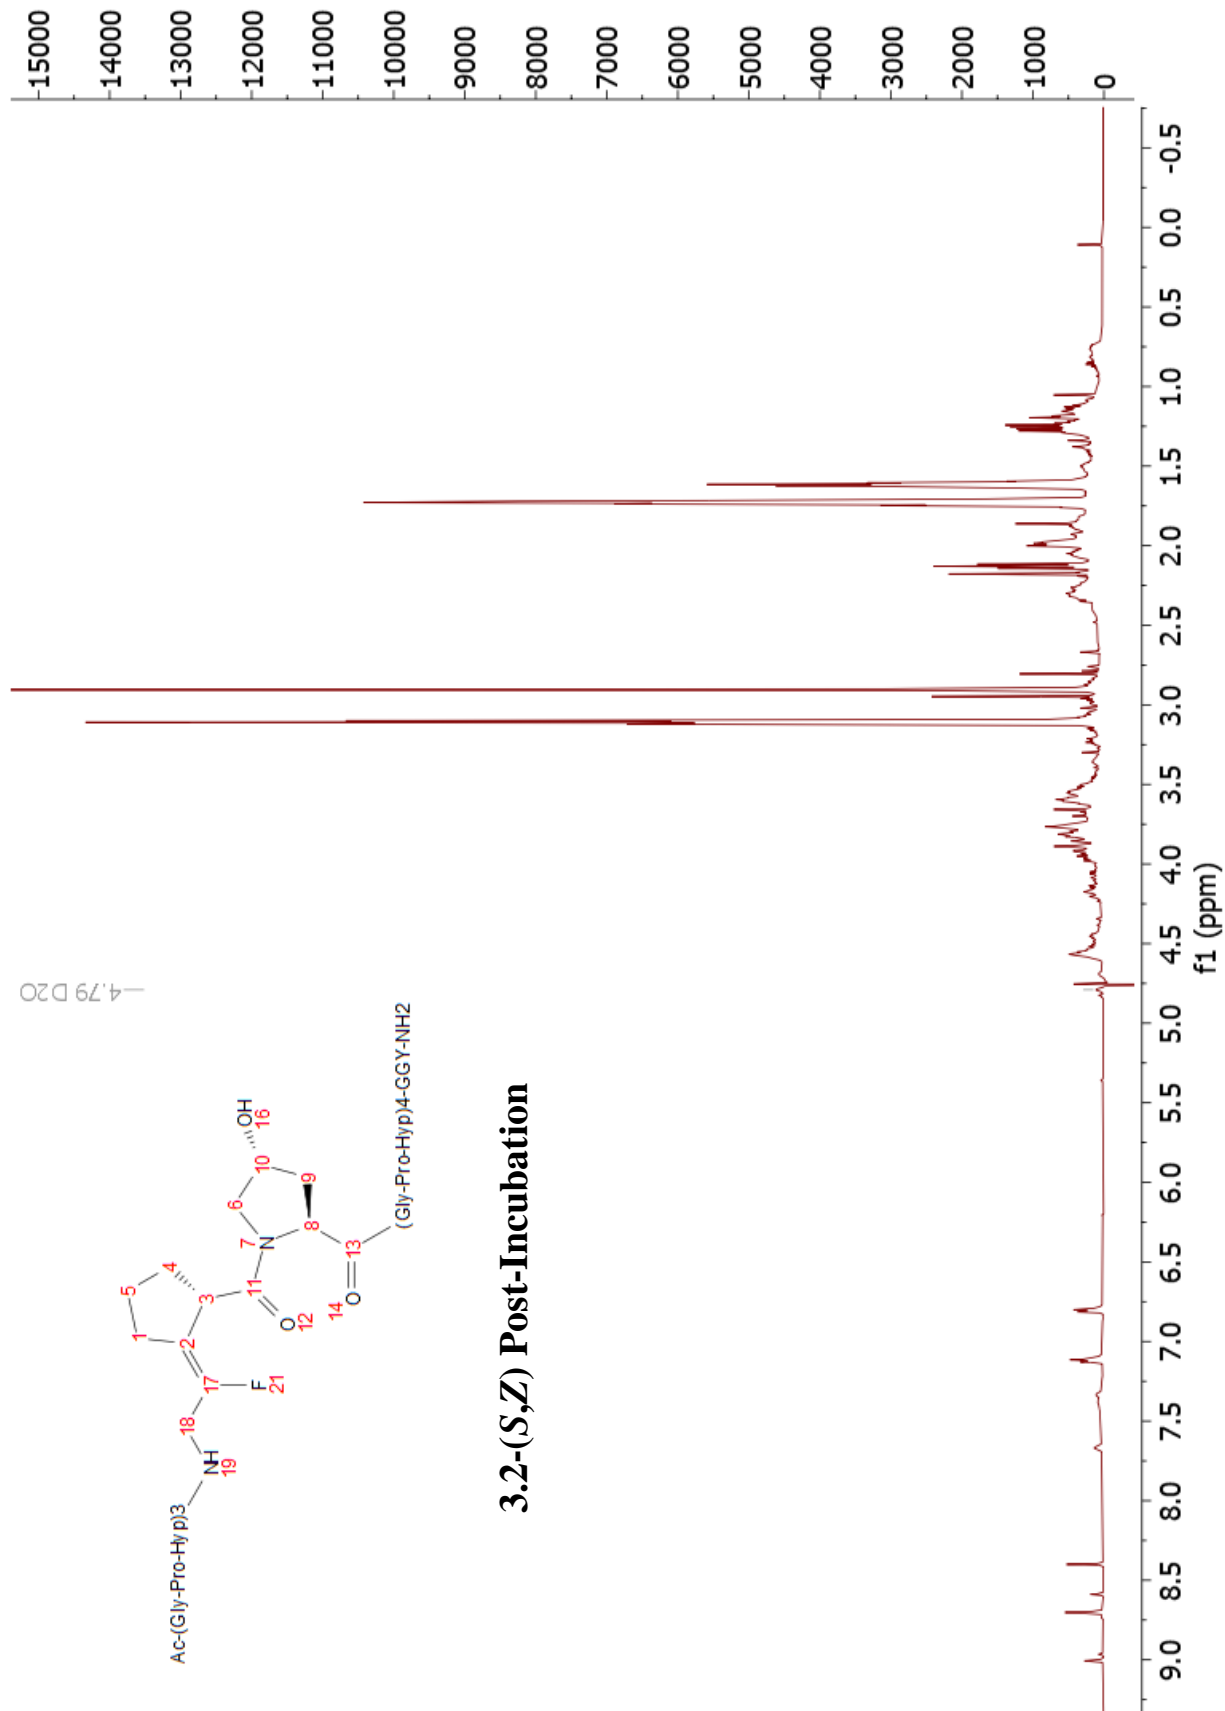 4.79 D2O
Ac-(Gly-Pro-Hyp)3
NH
19
18
17
F
21
2
1
5
4
3
11
O
12
7
N
6
10
OH
16
9
8
13
O
14
(Gly-Pro-Hyp)4-GGY-NH2
3.2-(S,Z) Post-Incubation
15000
14000
13000
12000
11000
10000
9000
8000
7000
6000
5000
4000
3000
2000
1000
0
9.0 8.5 8.0 7.5 7.0 6.5 6.0 5.5 5.0 4.5 4.0 3.5 3.0 2.5 2.0 1.5 1.0 0.5 0.0 -0.5
f1 (ppm)